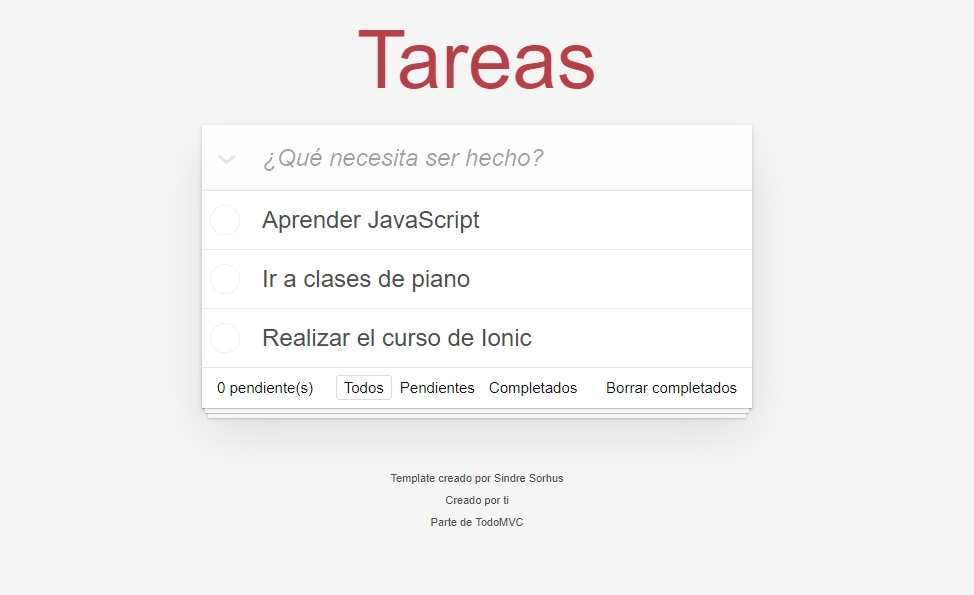 Tareas
¿Qué necesita ser hecho?
Aprender JavaScript
Ir a clases de piano
Realizar el curso de Ionic
0 pendiente(s) Todos Pendientes Completados Borrar completados
Template creado por Sindre Sorhus
Creado por ti
Parte de TodoMVC